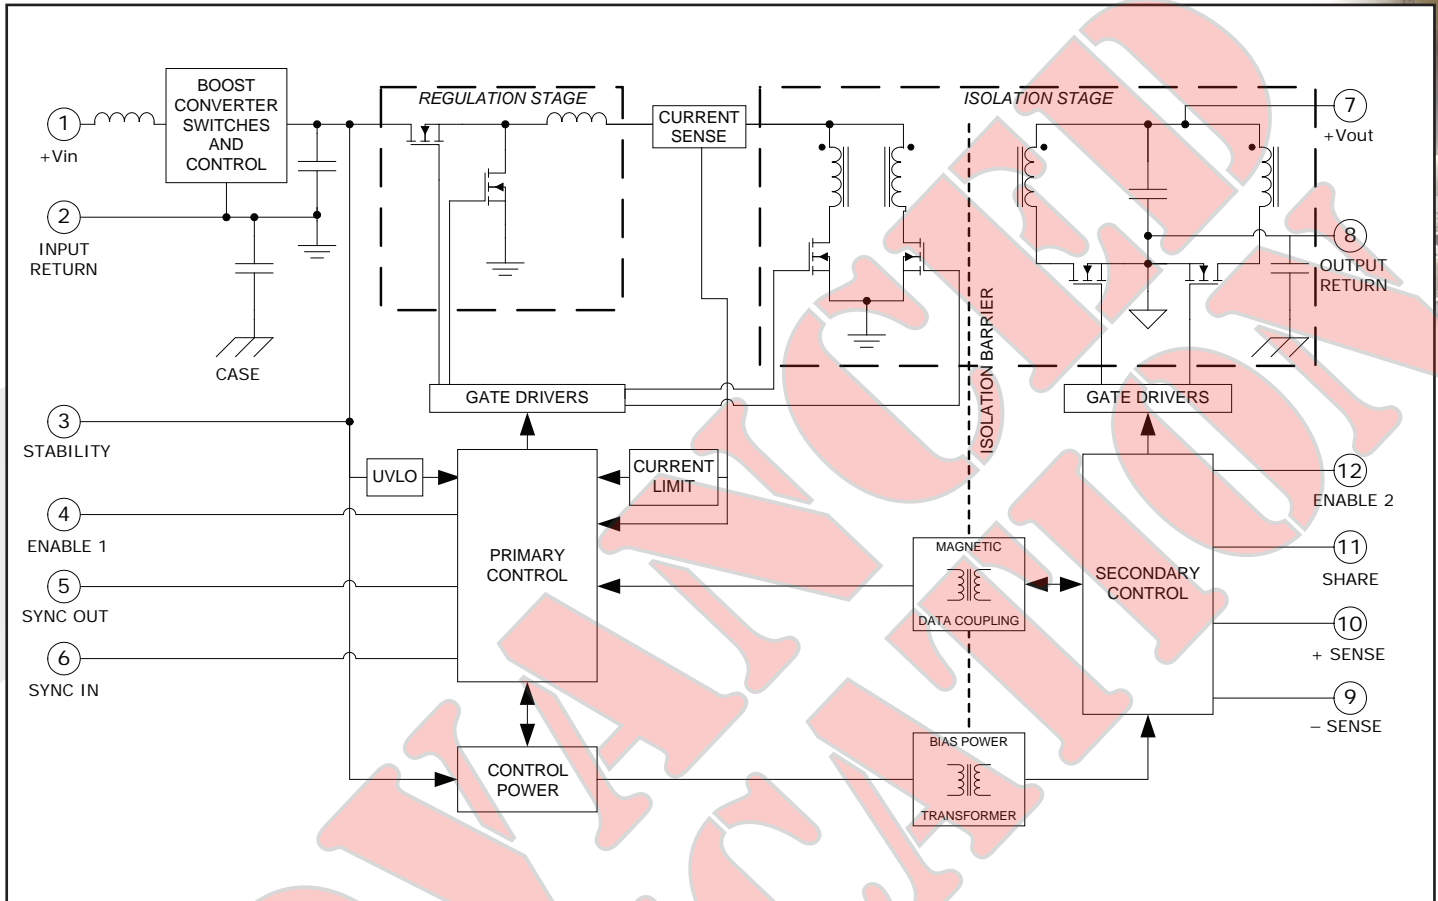 BOOST
CONVERTER
SWITCHES
AND
CONTROL
REGULATION STAGE
CURRENT
SENSE
ISOLATION STAGE
1
+Vin
7
+Vout
2
INPUT
RETURN
8
OUTPUT
RETURN
CASE
ISOLATION BARRIER
GATE DRIVERS
GATE DRIVERS
3
STABILITY
UVLO
CURRENT
LIMIT
12
ENABLE 2
4
ENABLE 1
PRIMARY
CONTROL
MAGNETIC
DATA COUPLING
SECONDARY
CONTROL
11
SHARE
5
SYNC OUT
10
+ SENSE
6
SYNC IN
9
– SENSE
CONTROL
POWER
BIAS POWER
TRANSFORMER